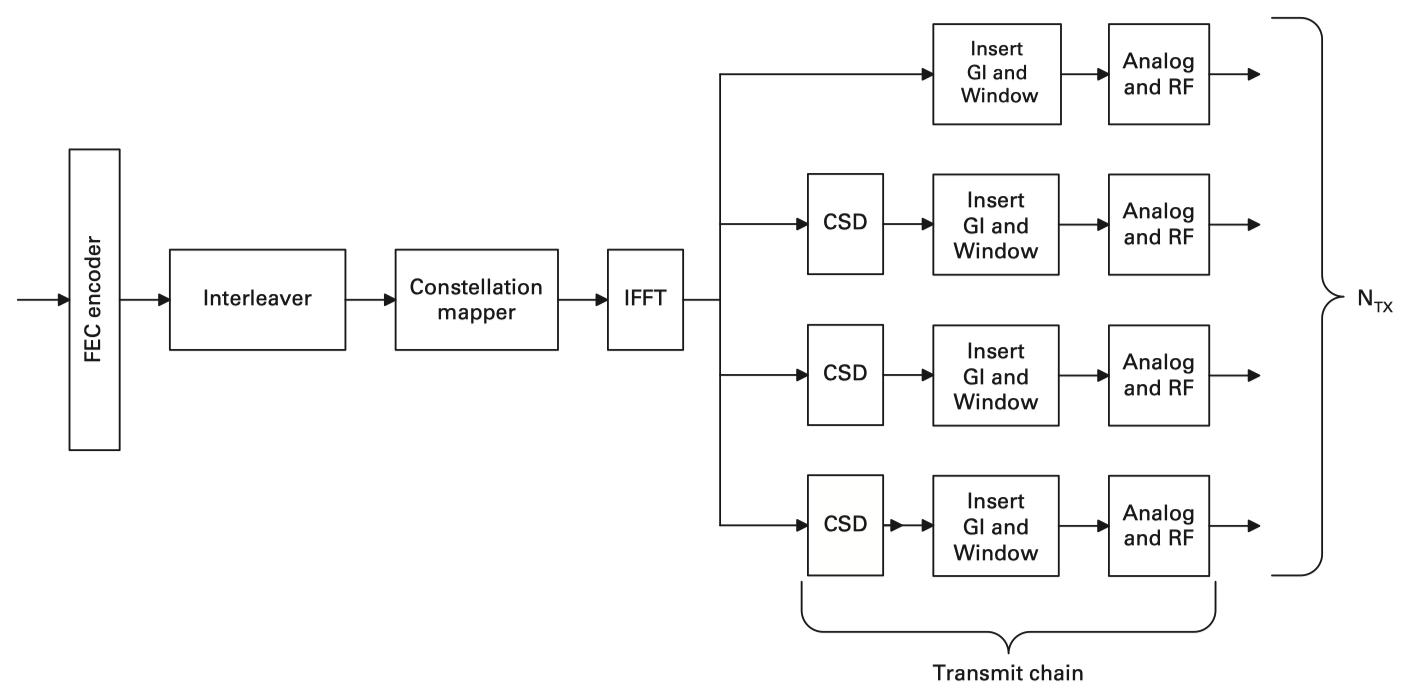 FEC encoder
Interleaver
Constellation
mapper
IFFT
Insert
GI and
Window
Analog
and RF
CSD
Insert
GI and
Window
Analog
and RF
CSD
Insert
GI and
Window
Analog
and RF
CSD
Insert
GI and
Window
Analog
and RF
N_TX
Transmit chain